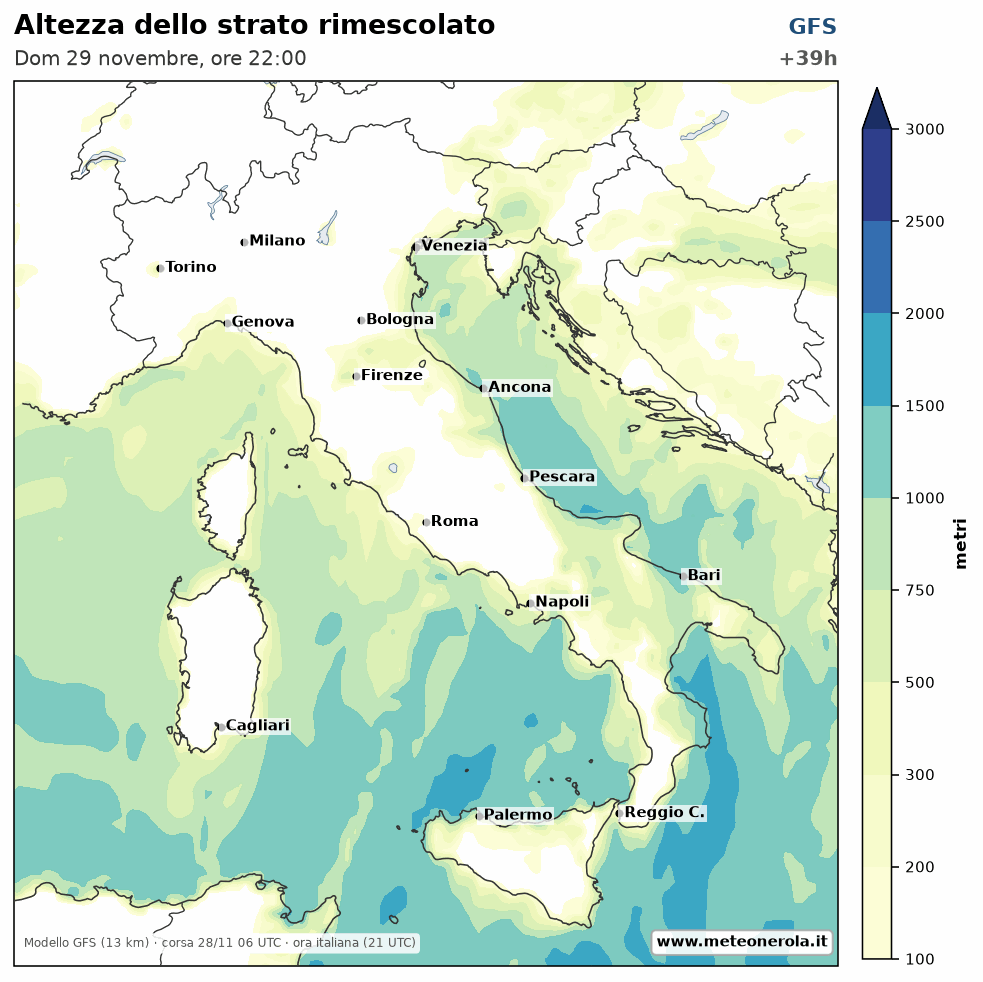 Altezza dello strato rimescolato
GFS
Dom 29 novembre, ore 22:00
+39h
3000
2500
2000
1500
1000
750
500
300
200
100
metri
Milano
Venezia
Torino
Genova
Bologna
Firenze
Ancona
Pescara
Roma
Bari
Napoli
Cagliari
Palermo
Reggio C.
Modello GFS (13 km) · corsa 28/11 06 UTC · ora italiana (21 UTC)
www.meteonerola.it